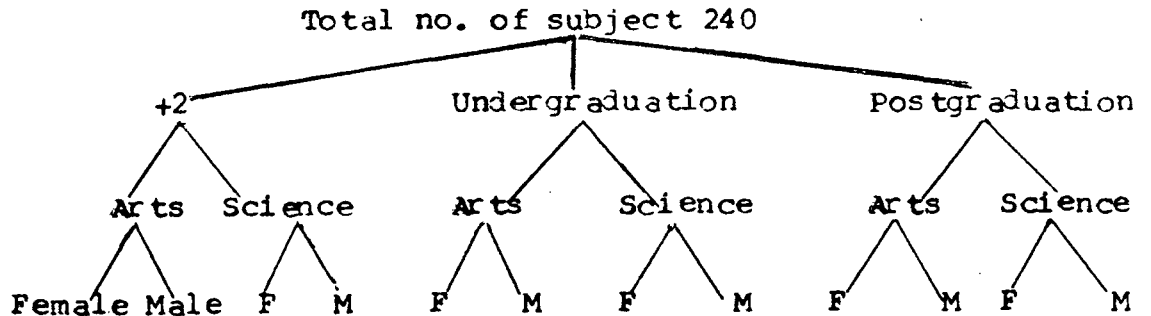 Total no. of subject 240
+2 Undergraduation Postgraduation
Arts Science Arts Science Arts Science
Female Male F M F M F M F M F M